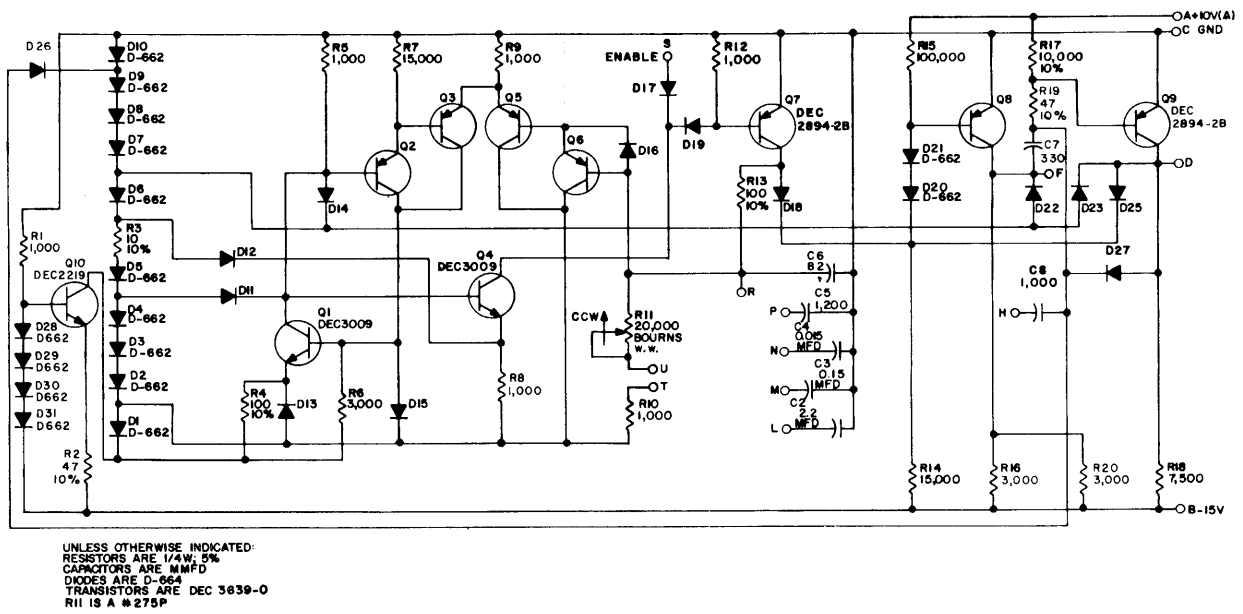 A+10V(A)
C GND
D26
D10
D-662
D9
D-662
D8
D-662
D7
D-662
D6
D-662
R3
10
10%
D5
D-662
D4
D-662
D3
D-662
D2
D-662
D1
D-662
R1
1,000
Q10
DEC2219
D28
D662
D29
D662
D30
D662
D31
D662
R2
47
10%
D12
D11
Q1
DEC3009
R4
100
10%
D13
R6
3,000
R5
1,000
D14
R7
15,000
Q2
Q3
R9
1,000
Q5
Q6
D15
Q4
DEC3009
R8
1,000
D16
CCW
R11
20,000
BOURNS
W.W.
U
T
R10
1,000
S
ENABLE
D17
D19
R12
1,000
Q7
DEC
2894-2B
R13
100
10%
D18
R
C6
82
P
C5
1,200
N
C4
0.015
MFD
M
C3
0.15
MFD
L
C2
2.2
MFD
R15
100,000
Q8
D21
D-662
D20
D-662
R14
15,000
R16
3,000
R17
10,000
10%
R19
47
10%
C7
330
F
D22
D23
D25
Q9
DEC
2894-2B
D
D27
C8
1,000
H
R20
3,000
R18
7,500
B-15V
UNLESS OTHERWISE INDICATED:
RESISTORS ARE 1/4W; 5%
CAPACITORS ARE MMFD
DIODES ARE D-664
TRANSISTORS ARE DEC 3639-0
R11 IS A # 275P